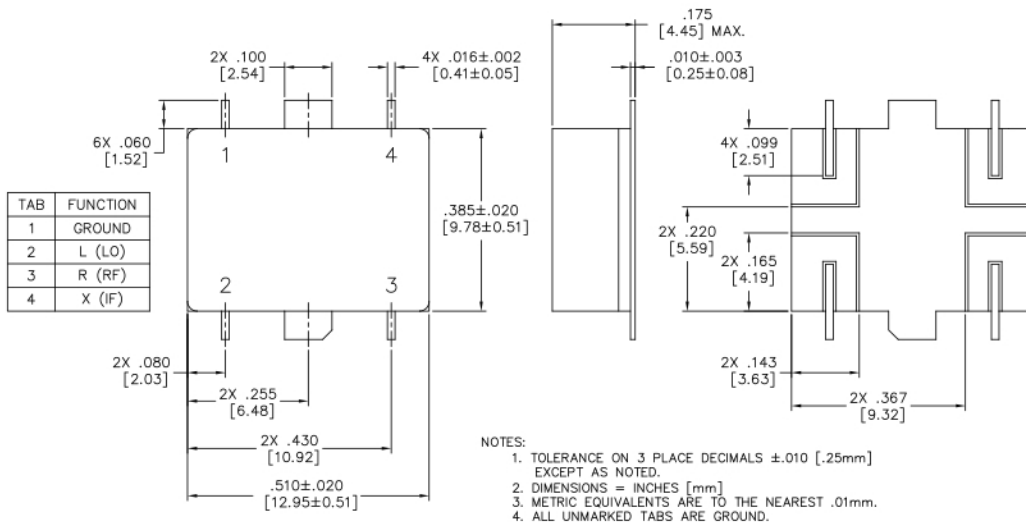 .175
[4.45] MAX.
2X .100
[2.54]
4X .016±.002
[0.41±0.05]
.010±.003
[0.25±0.08]
6X .060
[1.52]
1
4
4X .099
[2.51]
TAB FUNCTION
1 GROUND
2 L (LO)
3 R (RF)
4 X (IF)
.385±.020
[9.78±0.51]
2X .220
[5.59]
2X .165
[4.19]
2
3
2X .080
[2.03]
2X .255
[6.48]
2X .143
[3.63]
2X .367
[9.32]
2X .430
[10.92]
.510±.020
[12.95±0.51]
NOTES:
1. TOLERANCE ON 3 PLACE DECIMALS ±.010 [.25mm]
EXCEPT AS NOTED.
2. DIMENSIONS = INCHES [mm]
3. METRIC EQUIVALENTS ARE TO THE NEAREST .01mm.
4. ALL UNMARKED TABS ARE GROUND.